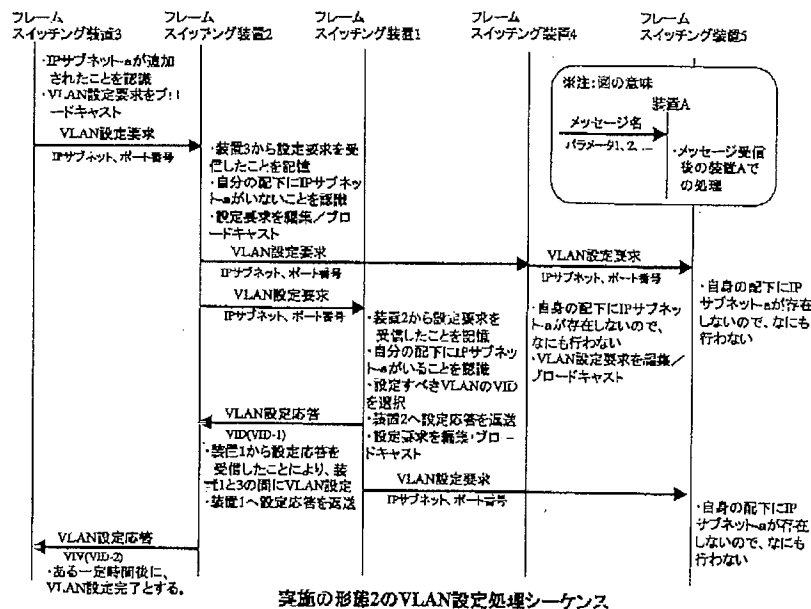 フレーム
スイッチング装置3
フレーム
スイッチング装置2
フレーム
スイッチング装置1
フレーム
スイッチング装置4
フレーム
スイッチング装置5
・IPサブネット-aが追加
されたことを認識
・VLAN設定要求をブロ
ードキャスト
VLAN設定要求
IPサブネット、ポート番号
※注:図の意味
装置A
メッセージ名
パラメータ1、2、...
・メッセージ受信
後の装置Aで
の処理
・装置3から設定要求を受
信したことを記憶
・自分の配下にIPサブネッ
ト-aがいないことを認識
・設定要求を編集/ブロ
ードキャスト
VLAN設定要求
IPサブネット、ポート番号
VLAN設定要求
IPサブネット、ポート番号
・自身の配下にIP
サブネット-aが存在
しないので、なにも
行わない
VLAN設定要求
IPサブネット、ポート番号
・装置2から設定要求を
受信したことを記憶
・自分の配下にIPサブネッ
ト-aがいることを認識
・設定すべきVLANのVID
を選択
・装置2へ設定応答を返送
・設定要求を編集・ブロー
ドキャスト
・自身の配下にIPサブネッ
ト-aが存在しないので、
なにも行わない
・VLAN設定要求を編集/
ブロードキャスト
VLAN設定応答
VID(VID-1)
・装置1から設定応答を
受信したことにより、装
置1と3の間にVLAN設定
・装置1へ設定応答を返送
VLAN設定要求
IPサブネット、ポート番号
・自身の配下にIP
サブネット-aが存在
しないので、なにも
行わない
VLAN設定応答
VIV(VID-2)
・ある一定時間後に、
VLAN設定完了とする。
実施の形態2のVLAN設定処理シーケンス